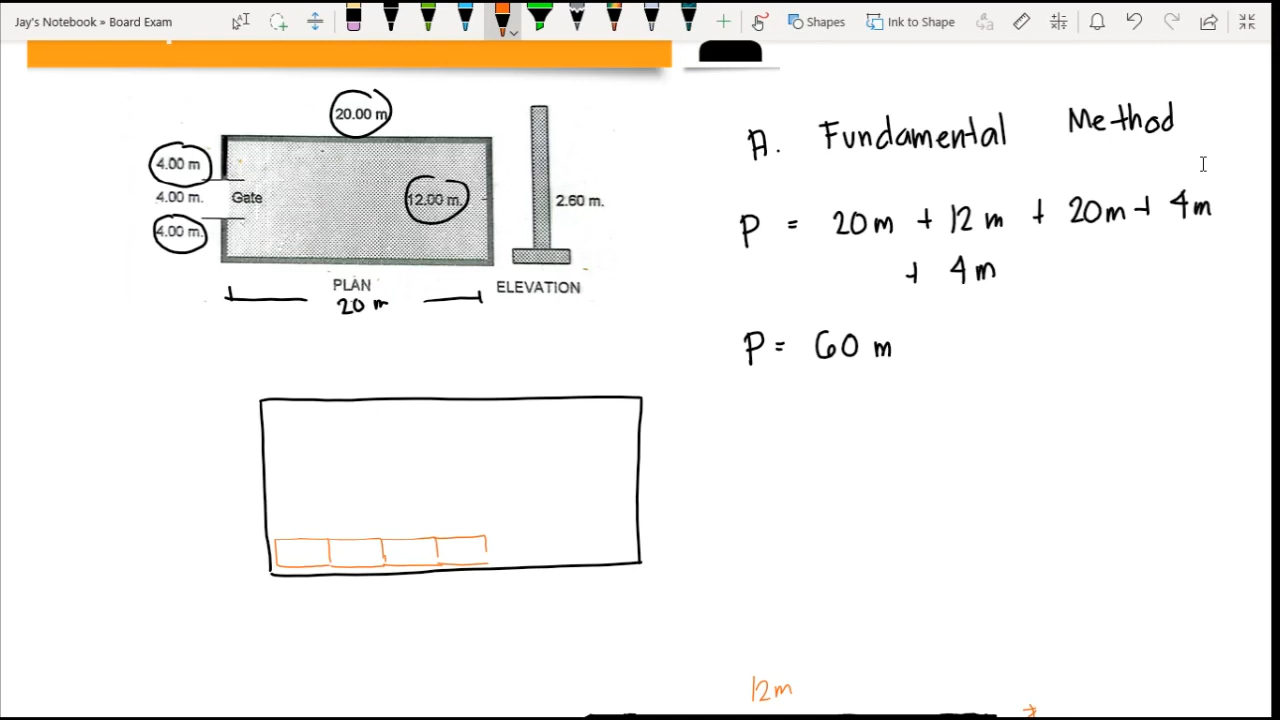 Jay's Notebook » Board Exam
Shapes
Ink to Shape
20.00 m
4.00 m
4.00 m.
Gate
12.00 m.
2.60 m.
4.00 m.
PLAN
ELEVATION
20 m
A. Fundamental Method
P = 20m + 12 m + 20m + 4m
+ 4m
P = 60 m
12m